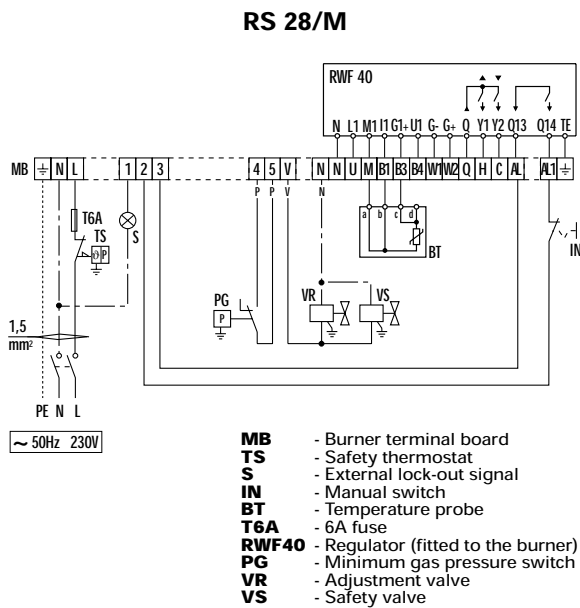 RS 28/M
RWF 40
N L1 M1 I1 G1+ U1 G- G+ Q Y1 Y2 Q13 Q14 TE
MB N L 1 2 3 4 5 V N N U M B1 B3 B4 W1 W2 Q H C AL AL1
P P V N
T6A
TS
P
S
a b c d
BT
IN
PG
P
VR
VS
1,5
mm²
PE N L
~ 50Hz 230V
MB - Burner terminal board
TS - Safety thermostat
S - External lock-out signal
IN - Manual switch
BT - Temperature probe
T6A - 6A fuse
RWF40 - Regulator (fitted to the burner)
PG - Minimum gas pressure switch
VR - Adjustment valve
VS - Safety valve